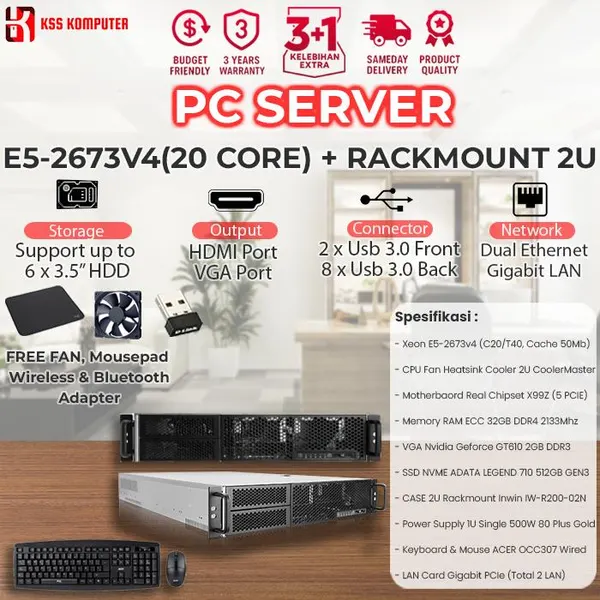 KSS KOMPUTER
BUDGET
FRIENDLY
3
3 YEARS
WARRANTY
3+1
KELEBIHAN
EXTRA
SAMEDAY
DELIVERY
PRODUCT
QUALITY
PC SERVER
E5-2673V4(20 CORE) + RACKMOUNT 2U
Storage
Support up to
6 x 3.5" HDD
Output
HDMI Port
VGA Port
Connector
2 x Usb 3.0 Front
8 x Usb 3.0 Back
Network
Dual Ethernet
Gigabit LAN
FREE FAN, Mousepad
Wireless & Bluetooth
Adapter
Spesifikasi :
- Xeon E5-2673v4 (C20/T40, Cache 50Mb)
- CPU Fan Heatsink Cooler 2U CoolerMaster
- Motherbaord Real Chipset X99Z (5 PCIE)
- Memory RAM ECC 32GB DDR4 2133Mhz
- VGA Nvidia Geforce GT610 2GB DDR3
- SSD NVME ADATA LEGEND 710 512GB GEN3
- CASE 2U Rackmount Inwin IW-R200-02N
- Power Supply 1U Single 500W 80 Plus Gold
- Keyboard & Mouse ACER OCC307 Wired
- LAN Card Gigabit PCIe (Total 2 LAN)